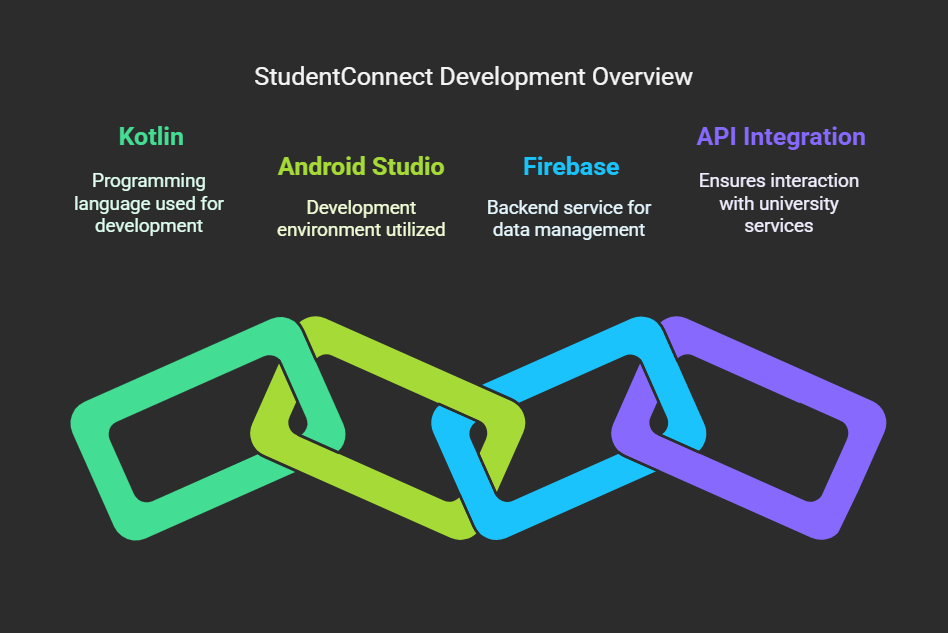 StudentConnect Development Overview
Kotlin
Programming
language used for
development
Android Studio
Development
environment utilized
Firebase
Backend service for
data management
API Integration
Ensures interaction
with university
services